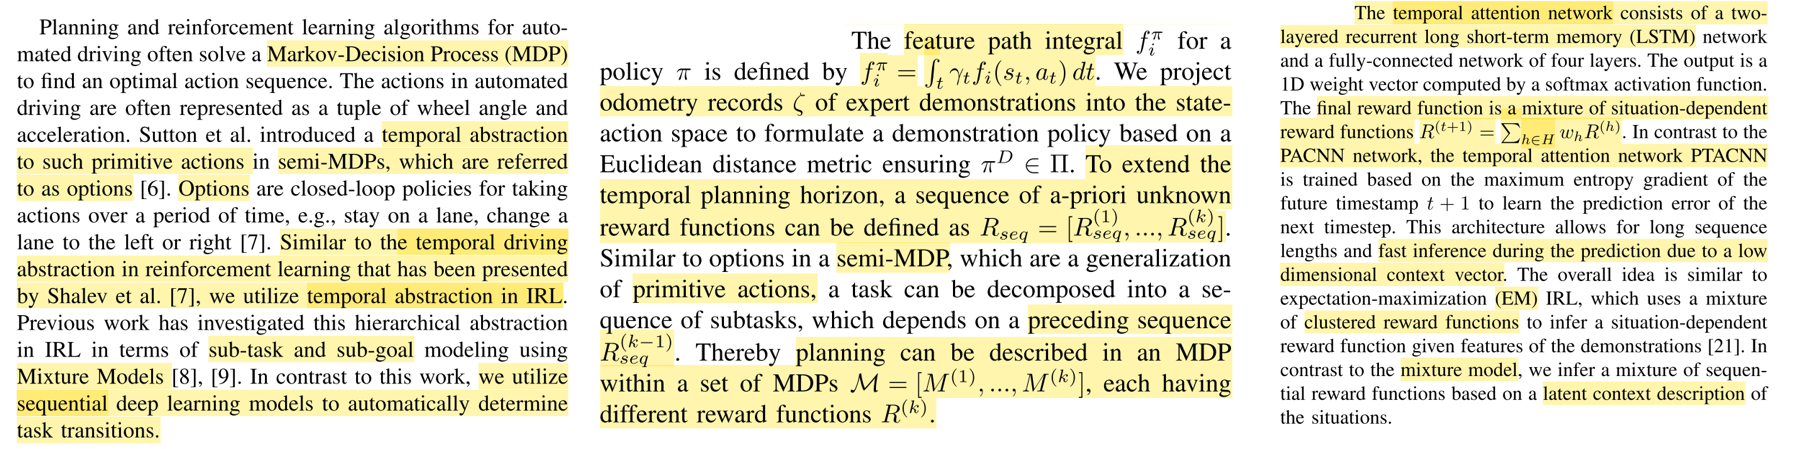 Planning and reinforcement learning algorithms for auto-
mated driving often solve a Markov-Decision Process (MDP)
to find an optimal action sequence. The actions in automated
driving are often represented as a tuple of wheel angle and
acceleration. Sutton et al. introduced a temporal abstraction
to such primitive actions in semi-MDPs, which are referred
to as options [6]. Options are closed-loop policies for taking
actions over a period of time, e.g., stay on a lane, change a
lane to the left or right [7]. Similar to the temporal driving
abstraction in reinforcement learning that has been presented
by Shalev et al. [7], we utilize temporal abstraction in IRL.
Previous work has investigated this hierarchical abstraction
in IRL in terms of sub-task and sub-goal modeling using
Mixture Models [8], [9]. In contrast to this work, we utilize
sequential deep learning models to automatically determine
task transitions.
The feature path integral f_i^π for a
policy π is defined by f_i^π = ∫_t γ_t f_i(s_t, a_t) dt. We project
odometry records ζ of expert demonstrations into the state-
action space to formulate a demonstration policy based on a
Euclidean distance metric ensuring π^D ∈ Π. To extend the
temporal planning horizon, a sequence of a-priori unknown
reward functions can be defined as R_{seq} = [R_{seq}^{(1)}, ..., R_{seq}^{(k)}].
Similar to options in a semi-MDP, which are a generalization
of primitive actions, a task can be decomposed into a se-
quence of subtasks, which depends on a preceding sequence
R_{seq}^{(k−1)}. Thereby planning can be described in an MDP
within a set of MDPs M = [M^{(1)}, ..., M^{(k)}], each having
different reward functions R^{(k)}.
The temporal attention network consists of a two-
layered recurrent long short-term memory (LSTM) network
and a fully-connected network of four layers. The output is a
1D weight vector computed by a softmax activation function.
The final reward function is a mixture of situation-dependent
reward functions R^{(t+1)} = ∑_{h∈H} w_h R^{(h)}. In contrast to the
PACNN network, the temporal attention network PTACNN
is trained based on the maximum entropy gradient of the
future timestamp t + 1 to learn the prediction error of the
next timestep. This architecture allows for long sequence
lengths and fast inference during the prediction due to a low
dimensional context vector. The overall idea is similar to
expectation-maximization (EM) IRL, which uses a mixture
of clustered reward functions to infer a situation-dependent
reward function given features of the demonstrations [21]. In
contrast to the mixture model, we infer a mixture of sequen-
tial reward functions based on a latent context description of
the situations.